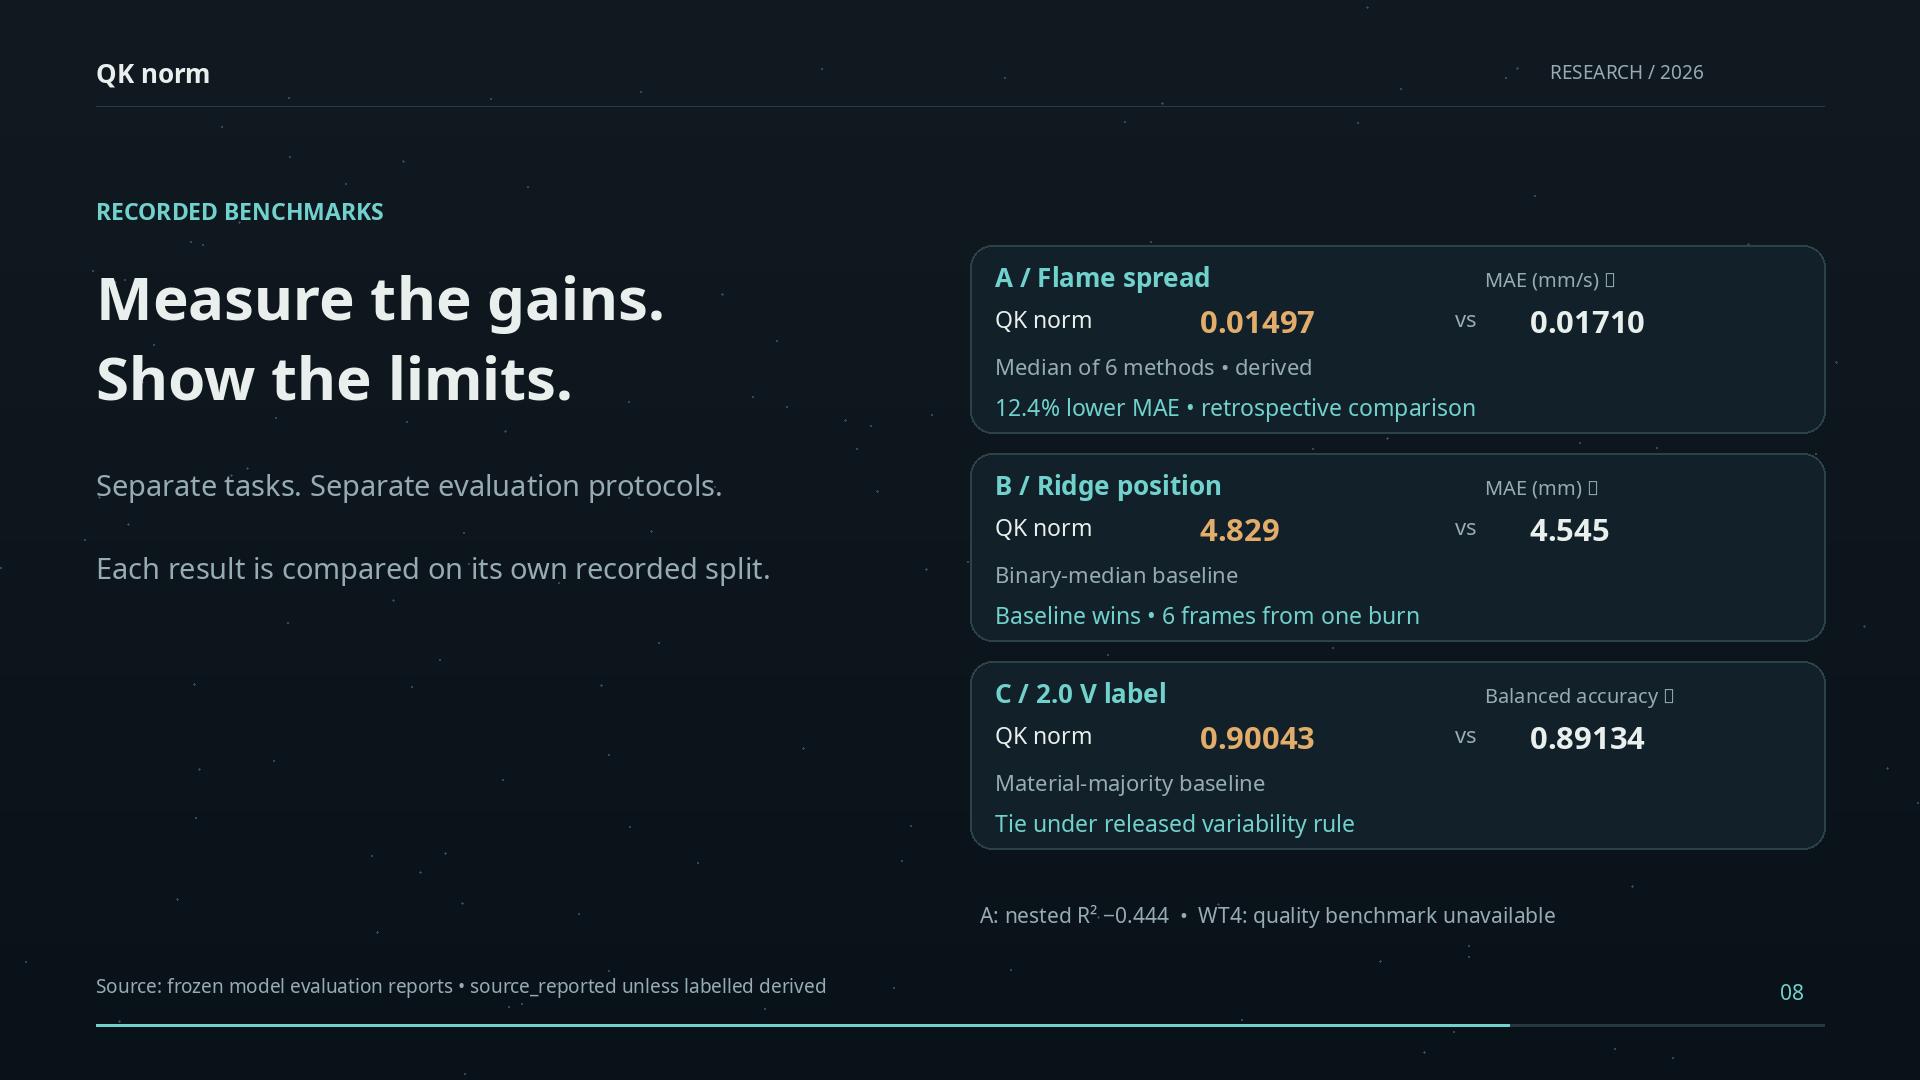 QK norm
RESEARCH / 2026
RECORDED BENCHMARKS
Measure the gains.
Show the limits.
Separate tasks. Separate evaluation protocols.
Each result is compared on its own recorded split.
A / Flame spread
MAE (mm/s) 
QK norm 0.01497 vs 0.01710
Median of 6 methods • derived
12.4% lower MAE • retrospective comparison
B / Ridge position
MAE (mm) 
QK norm 4.829 vs 4.545
Binary-median baseline
Baseline wins • 6 frames from one burn
C / 2.0 V label
Balanced accuracy 
QK norm 0.90043 vs 0.89134
Material-majority baseline
Tie under released variability rule
A: nested R² −0.444 • WT4: quality benchmark unavailable
Source: frozen model evaluation reports • source_reported unless labelled derived
08